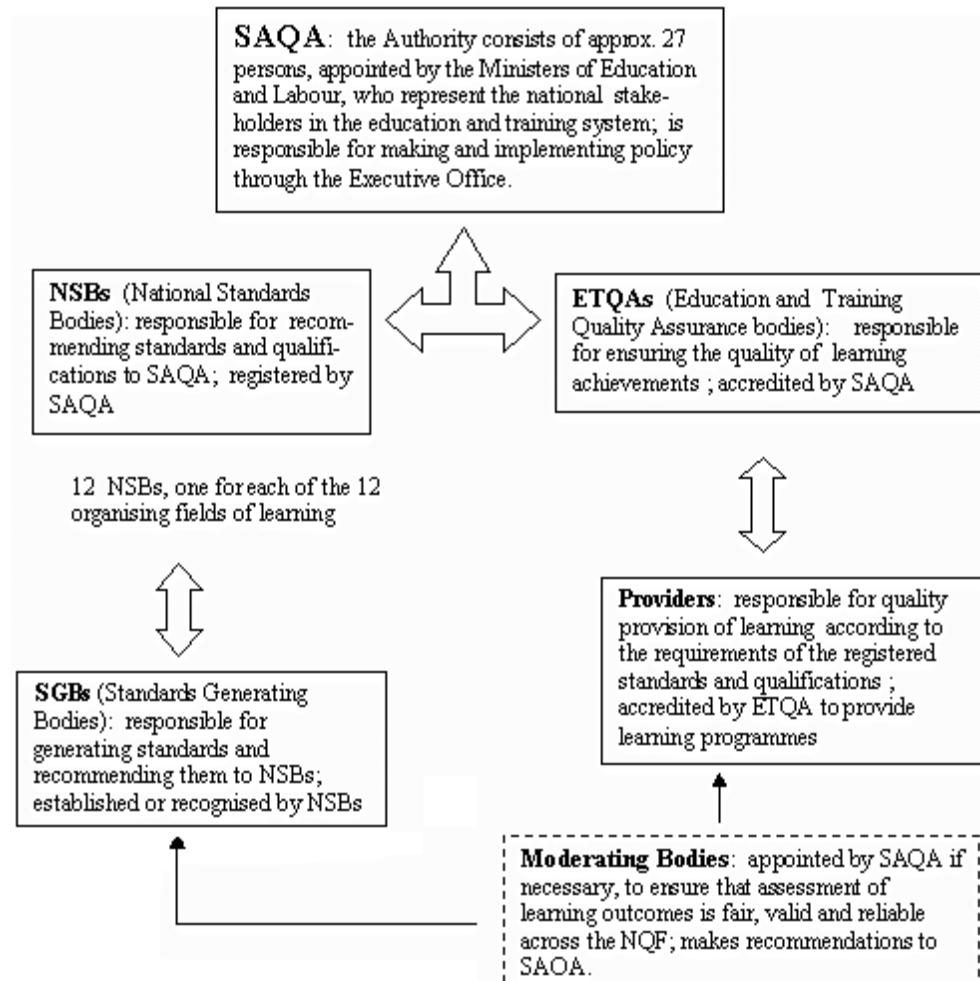 SAQA: the Authority consists of approx. 27
persons, appointed by the Ministers of Education
and Labour, who represent the national stake-
holders in the education and training system; is
responsible for making and implementing policy
through the Executive Office.
NSBs (National Standards
Bodies): responsible for recom-
mending standards and qualifi-
cations to SAQA; registered by
SAQA
ETQAs (Education and Training
Quality Assurance bodies): responsible
for ensuring the quality of learning
achievements ; accredited by SAQA
12 NSBs, one for each of the 12
organising fields of learning
Providers: responsible for quality
provision of learning according to
the requirements of the registered
standards and qualifications ;
accredited by ETQA to provide
learning programmes
SGBs (Standards Generating
Bodies): responsible for
generating standards and
recommending them to NSBs;
established or recognised by NSBs
Moderating Bodies: appointed by SAQA if
necessary, to ensure that assessment of
learning outcomes is fair, valid and reliable
across the NQF; makes recommendations to
SAQA.